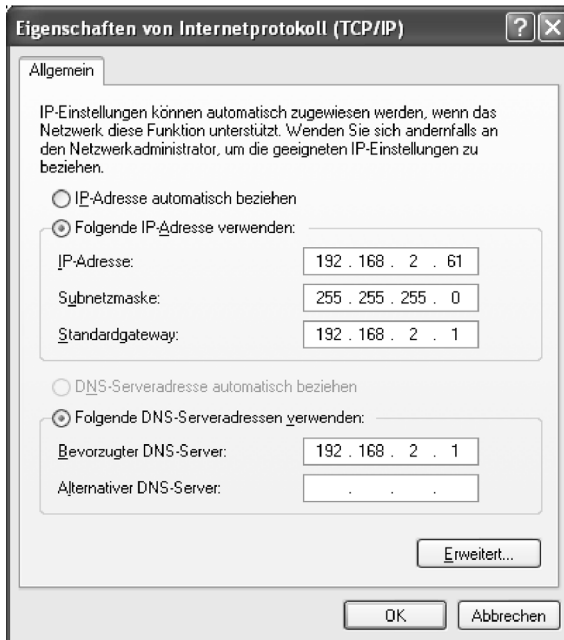 Eigenschaften von Internetprotokoll (TCP/IP)
Allgemein
IP-Einstellungen können automatisch zugewiesen werden, wenn das
Netzwerk diese Funktion unterstützt. Wenden Sie sich andernfalls an
den Netzwerkadministrator, um die geeigneten IP-Einstellungen zu
beziehen.
IP-Adresse automatisch beziehen
Folgende IP-Adresse verwenden:
IP-Adresse: 192 . 168 . 2 . 61
Subnetzmaske: 255 . 255 . 255 . 0
Standardgateway: 192 . 168 . 2 . 1
DNS-Serveradresse automatisch beziehen
Folgende DNS-Serveradressen verwenden:
Bevorzugter DNS-Server: 192 . 168 . 2 . 1
Alternativer DNS-Server: . . .
Erweitert...
OK Abbrechen